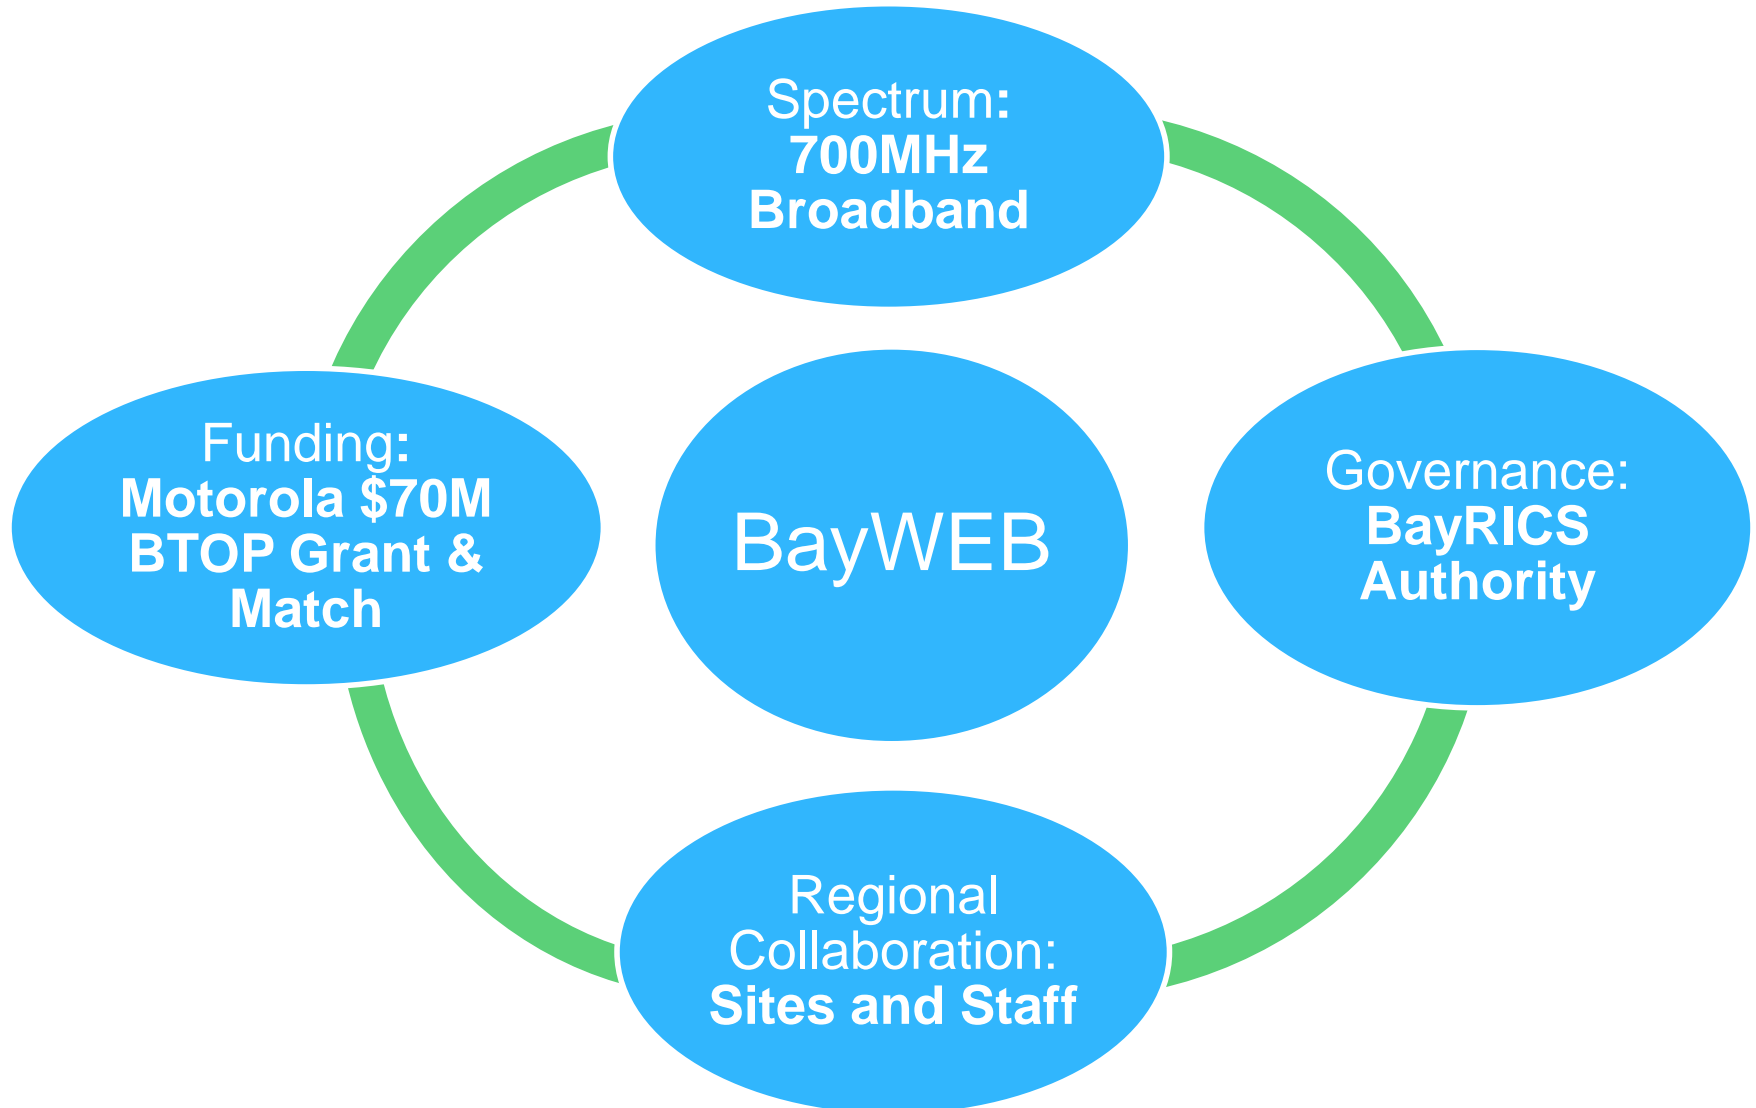 Spectrum:
700MHz
Broadband
Funding:
Motorola $70M
BTOP Grant &
Match
BayWEB
Governance:
BayRICS
Authority
Regional
Collaboration:
Sites and Staff